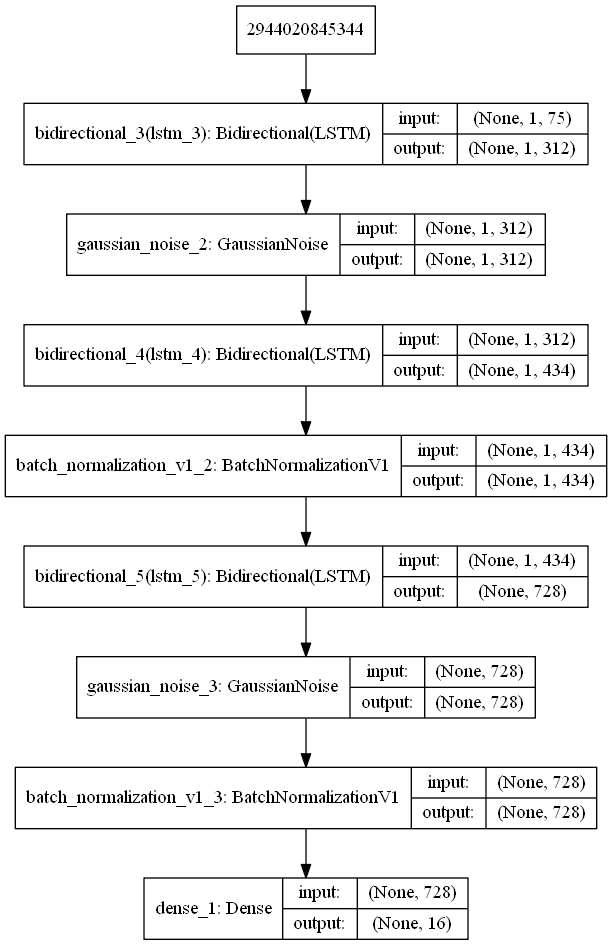 2944020845344
bidirectional_3(lstm_3): Bidirectional(LSTM)
input: (None, 1, 75)
output: (None, 1, 312)
gaussian_noise_2: GaussianNoise
input: (None, 1, 312)
output: (None, 1, 312)
bidirectional_4(lstm_4): Bidirectional(LSTM)
input: (None, 1, 312)
output: (None, 1, 434)
batch_normalization_v1_2: BatchNormalizationV1
input: (None, 1, 434)
output: (None, 1, 434)
bidirectional_5(lstm_5): Bidirectional(LSTM)
input: (None, 1, 434)
output: (None, 728)
gaussian_noise_3: GaussianNoise
input: (None, 728)
output: (None, 728)
batch_normalization_v1_3: BatchNormalizationV1
input: (None, 728)
output: (None, 728)
dense_1: Dense
input: (None, 728)
output: (None, 16)